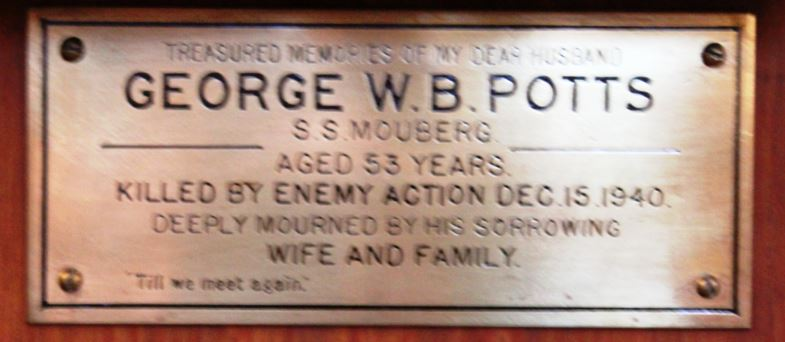 TREASURED MEMORIES OF MY DEAR HUSBAND
GEORGE W.B. POTTS
S.S. MOUBERG.
AGED 53 YEARS.
KILLED BY ENEMY ACTION DEC. 15. 1940.
DEEPLY MOURNED BY HIS SORROWING
WIFE AND FAMILY.
"Till we meet again."